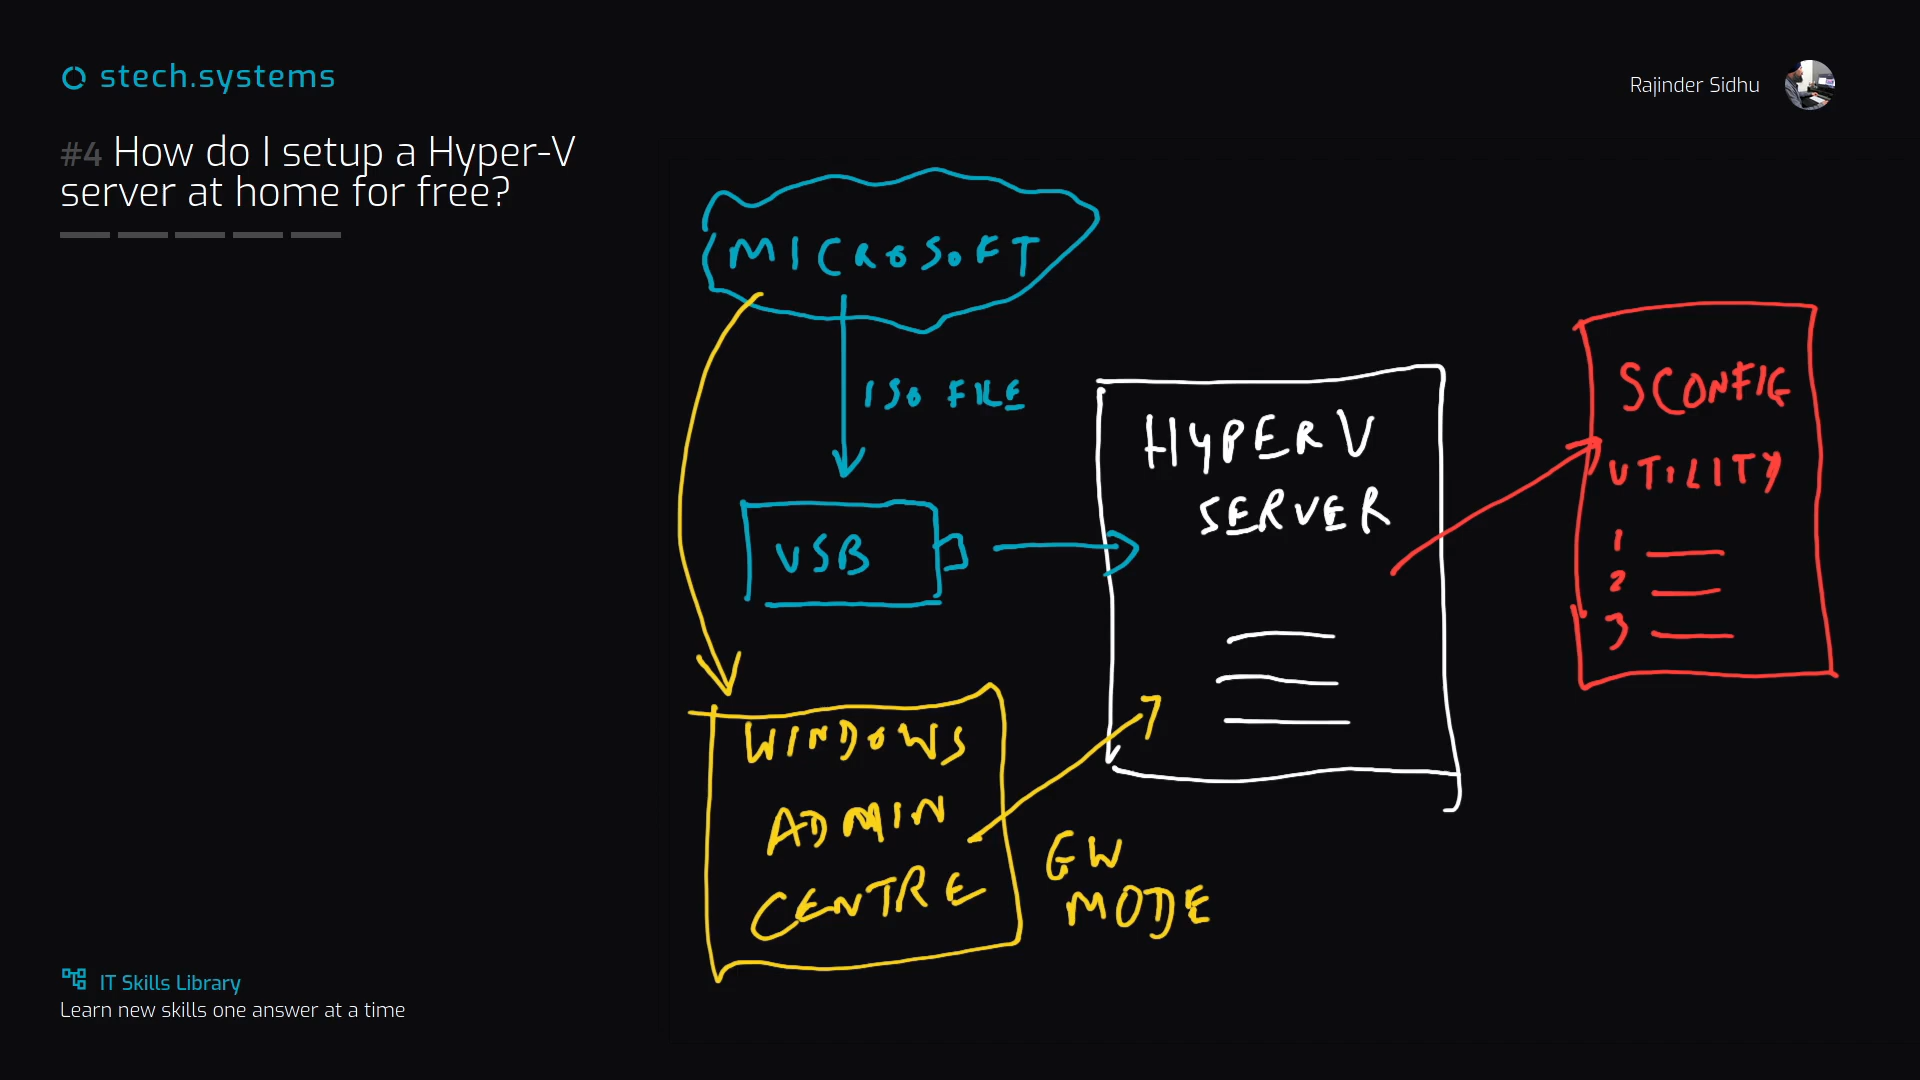 stech.systems
Rajinder Sidhu
#4 How do I setup a Hyper-V
server at home for free?
MICROSOFT
ISO FILE
USB
HYPER V
SERVER
SCONFIG
UTILITY
1
2
3
WINDOWS
ADMIN
CENTRE
GW
MODE
IT Skills Library
Learn new skills one answer at a time